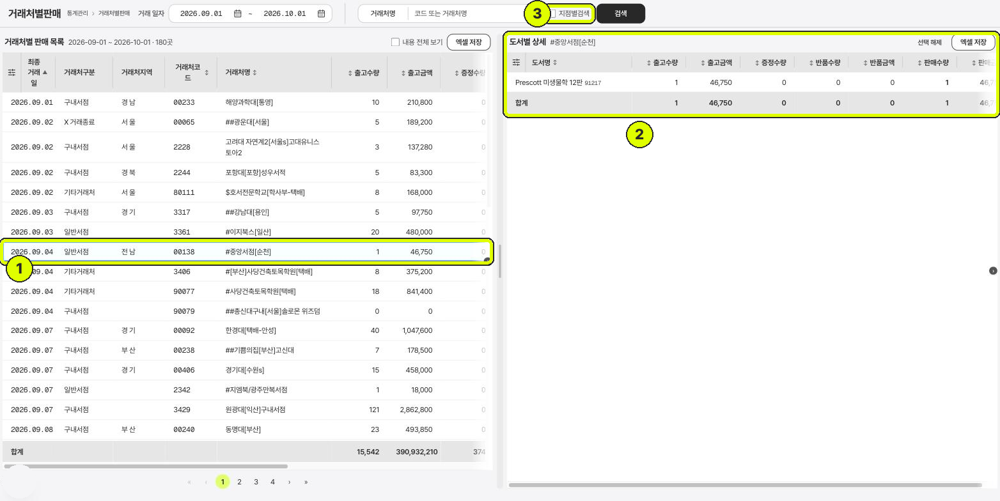 거래처별판매 통계관리 > 거래처별판매 거래 일자 2026.09.01 ~ 2026.10.01 거래처명 코드 또는 거래처명 3 지점별검색 검색
거래처별 판매 목록 2026-09-01 ~ 2026-10-01 · 180곳 내용 전체 보기 엑셀 저장
최종 거래 일 ▲ 거래처구분 거래처지역 거래처코드 거래처명 출고수량 출고금액 증정수량
2026.09.01 구내서점 경 남 00233 해양과학대[통영] 10 210,800 0
2026.09.02 X 거래종료 서 울 00065 ##광운대[서울] 5 189,200 0
2026.09.02 구내서점 서 울 2228 고려대 자연계2[서울s]고대유니스토아2 3 137,280 0
2026.09.02 구내서점 경 북 2244 포항대[포항]성우서적 5 83,300 0
2026.09.02 기타거래처 서 울 80111 $호서전문학교[학사부-택배] 8 168,000 0
2026.09.03 구내서점 경 기 3317 ##강남대[용인] 5 97,750 0
2026.09.03 일반서점 3361 #이지북스[일산] 20 480,000 0
2026.09.04 일반서점 전 남 00138 #중앙서점[순천] 1 46,750 0
1
09.04 기타거래처 3406 #[부산]사당건축토목학원[택배] 8 375,200 0
2026.09.04 기타거래처 90077 #사당건축토목학원[택배] 18 841,400 0
2026.09.04 구내서점 90079 ##총신대구내[서울]솔로몬 위즈덤 0 0 0
2026.09.07 구내서점 경 기 00092 한경대[택배-안성] 40 1,047,600 0
2026.09.07 구내서점 부 산 00238 ##기쁨의집[부산]고신대 7 178,500 0
2026.09.07 구내서점 경 기 00406 경기대[수원s] 15 458,000 0
2026.09.07 일반서점 2342 #지엠북/광주만복서점 1 18,000 0
2026.09.07 구내서점 3429 원광대[익산]구내서점 121 2,862,800 0
2026.09.08 구내서점 부 산 00240 동명대[부산] 23 493,850 0
합계 15,542 390,932,210 374
« ‹ 1 2 3 4 › »
도서별 상세 #중앙서점[순천] 선택 해제 엑셀 저장
도서명 출고수량 출고금액 증정수량 반품수량 반품금액 판매수량 판매
Prescott 미생물학 12판 91217 1 46,750 0 0 0 1 46,7
합계 1 46,750 0 0 0 1 46,7
2